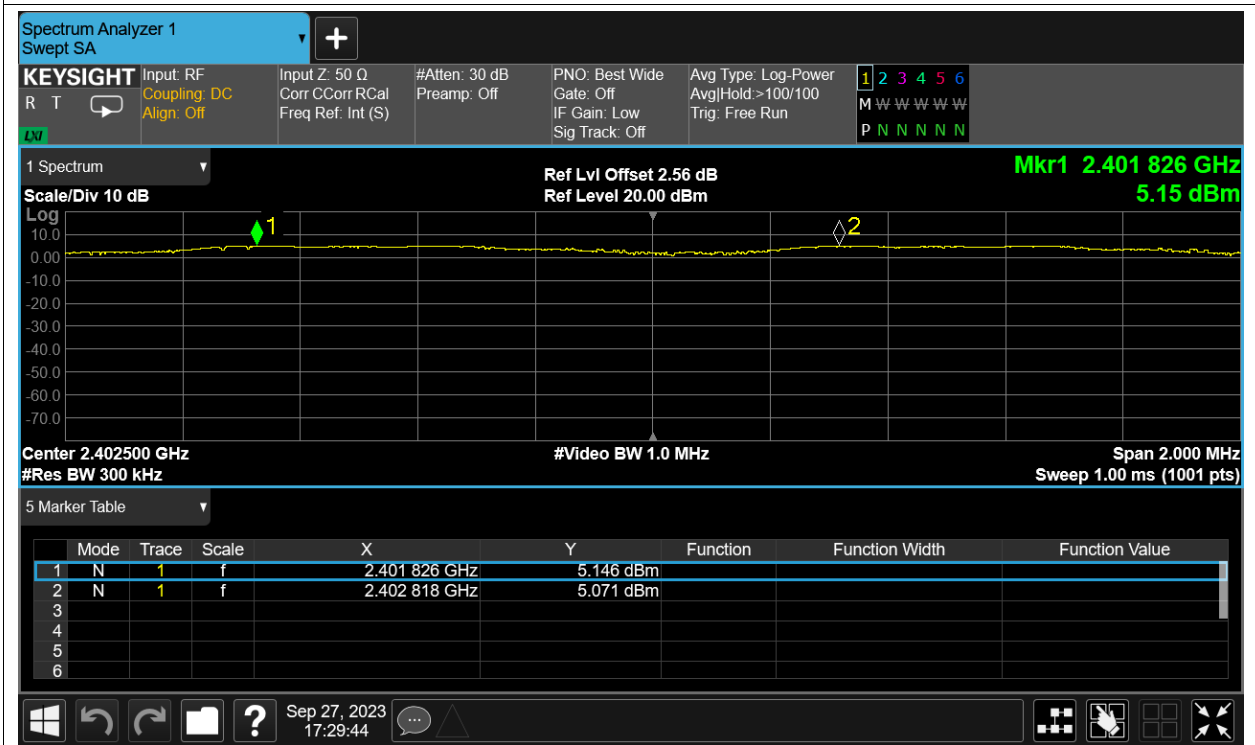 Spectrum Analyzer 1
Swept SA
+
KEYSIGHT Input: RF Input Z: 50 Ω #Atten: 30 dB PNO: Best Wide Avg Type: Log-Power 1 2 3 4 5 6
R T Coupling: DC Corr CCorr RCal Preamp: Off Gate: Off Avg|Hold:>100/100 M W W W W W
Align: Off Freq Ref: Int (S) IF Gain: Low Trig: Free Run
LXI Sig Track: Off P N N N N N
1 Spectrum Ref Lvl Offset 2.56 dB Mkr1 2.401 826 GHz
Scale/Div 10 dB Ref Level 20.00 dBm 5.15 dBm
Log
1 2
10.0
0.00
-10.0
-20.0
-30.0
-40.0
-50.0
-60.0
-70.0
Center 2.402500 GHz #Video BW 1.0 MHz Span 2.000 MHz
#Res BW 300 kHz Sweep 1.00 ms (1001 pts)
5 Marker Table
Mode Trace Scale X Y Function Function Width Function Value
1 N 1 f 2.401 826 GHz 5.146 dBm
2 N 1 f 2.402 818 GHz 5.071 dBm
3
4
5
6
? Sep 27, 2023
17:29:44